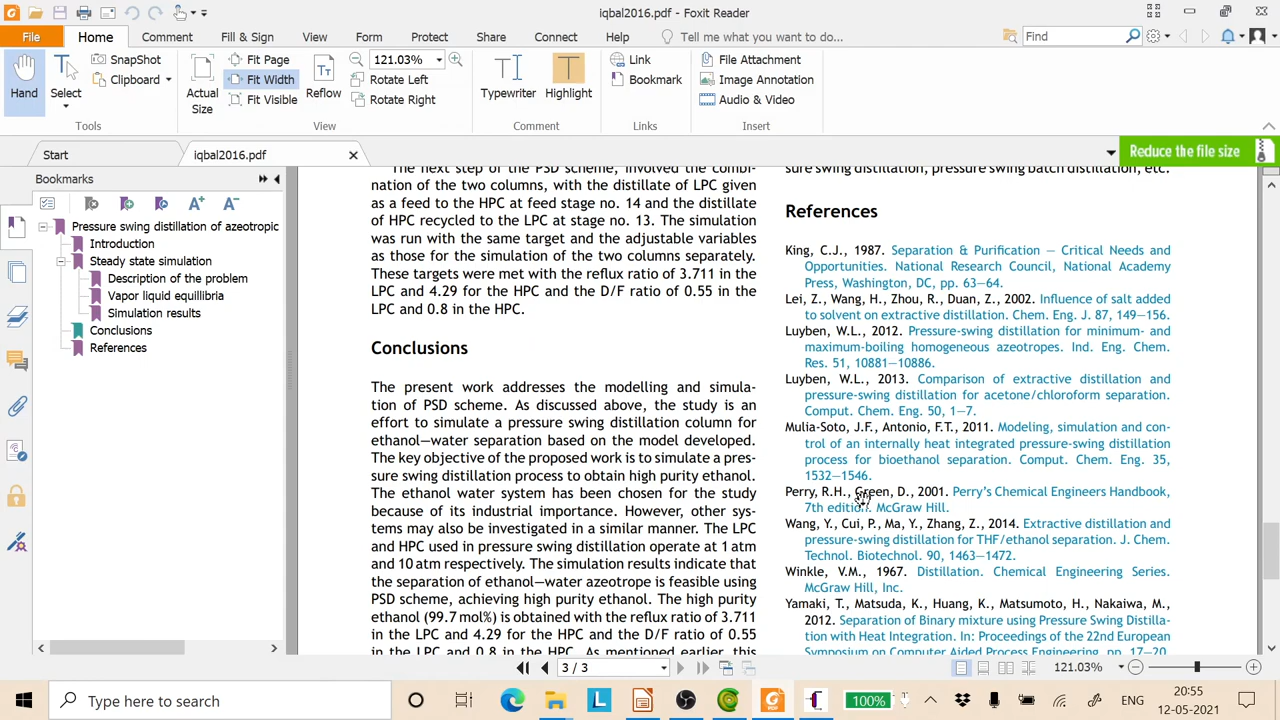 iqbal2016.pdf - Foxit Reader
File Home Comment Fill & Sign View Form Protect Share Connect Help Tell me what you want to do... Find
Hand
Select
SnapShot
Clipboard
Tools
Actual
Size
Fit Page
Fit Width
Fit Visible
Reflow
121.03%
Rotate Left
Rotate Right
View
Typewriter
Highlight
Comment
Link
Bookmark
Links
File Attachment
Image Annotation
Audio & Video
Insert
Start
iqbal2016.pdf
Reduce the file size
Bookmarks
Pressure swing distillation of azeotropic
Introduction
Steady state simulation
Description of the problem
Vapor liquid equillibria
Simulation results
Conclusions
References
The next step of the PSD scheme, involved the combi-
nation of the two columns, with the distillate of LPC given
as a feed to the HPC at feed stage no. 14 and the distillate
of HPC recycled to the LPC at stage no. 13. The simulation
was run with the same target and the adjustable variables
as those for the simulation of the two columns separately.
These targets were met with the reflux ratio of 3.711 in the
LPC and 4.29 for the HPC and the D/F ratio of 0.55 in the
LPC and 0.8 in the HPC.
Conclusions
The present work addresses the modelling and simula-
tion of PSD scheme. As discussed above, the study is an
effort to simulate a pressure swing distillation column for
ethanol—water separation based on the model developed.
The key objective of the proposed work is to simulate a pres-
sure swing distillation process to obtain high purity ethanol.
The ethanol water system has been chosen for the study
because of its industrial importance. However, other sys-
tems may also be investigated in a similar manner. The LPC
and HPC used in pressure swing distillation operate at 1 atm
and 10 atm respectively. The simulation results indicate that
the separation of ethanol—water azeotrope is feasible using
PSD scheme, achieving high purity ethanol. The high purity
ethanol (99.7 mol%) is obtained with the reflux ratio of 3.711
in the LPC and 4.29 for the HPC and the D/F ratio of 0.55
in the LPC and 0.8 in the HPC. As mentioned earlier, this
sure swing distillation, pressure swing batch distillation, etc.
References
King, C.J., 1987. Separation & Purification — Critical Needs and
Opportunities. National Research Council, National Academy
Press, Washington, DC, pp. 63—64.
Lei, Z., Wang, H., Zhou, R., Duan, Z., 2002. Influence of salt added
to solvent on extractive distillation. Chem. Eng. J. 87, 149—156.
Luyben, W.L., 2012. Pressure-swing distillation for minimum- and
maximum-boiling homogeneous azeotropes. Ind. Eng. Chem.
Res. 51, 10881—10886.
Luyben, W.L., 2013. Comparison of extractive distillation and
pressure-swing distillation for acetone/chloroform separation.
Comput. Chem. Eng. 50, 1—7.
Mulia-Soto, J.F., Antonio, F.T., 2011. Modeling, simulation and con-
trol of an internally heat integrated pressure-swing distillation
process for bioethanol separation. Comput. Chem. Eng. 35,
1532—1546.
Perry, R.H., Green, D., 2001. Perry's Chemical Engineers Handbook,
7th edition. McGraw Hill.
Wang, Y., Cui, P., Ma, Y., Zhang, Z., 2014. Extractive distillation and
pressure-swing distillation for THF/ethanol separation. J. Chem.
Technol. Biotechnol. 90, 1463—1472.
Winkle, V.M., 1967. Distillation. Chemical Engineering Series.
McGraw Hill, Inc.
Yamaki, T., Matsuda, K., Huang, K., Matsumoto, H., Nakaiwa, M.,
2012. Separation of Binary mixture using Pressure Swing Distilla-
tion with Heat Integration. In: Proceedings of the 22nd European
Symposium on Computer Aided Process Engineering, pp. 17—20
3 / 3
121.03%
Type here to search
100%
ENG
20:55
12-05-2021